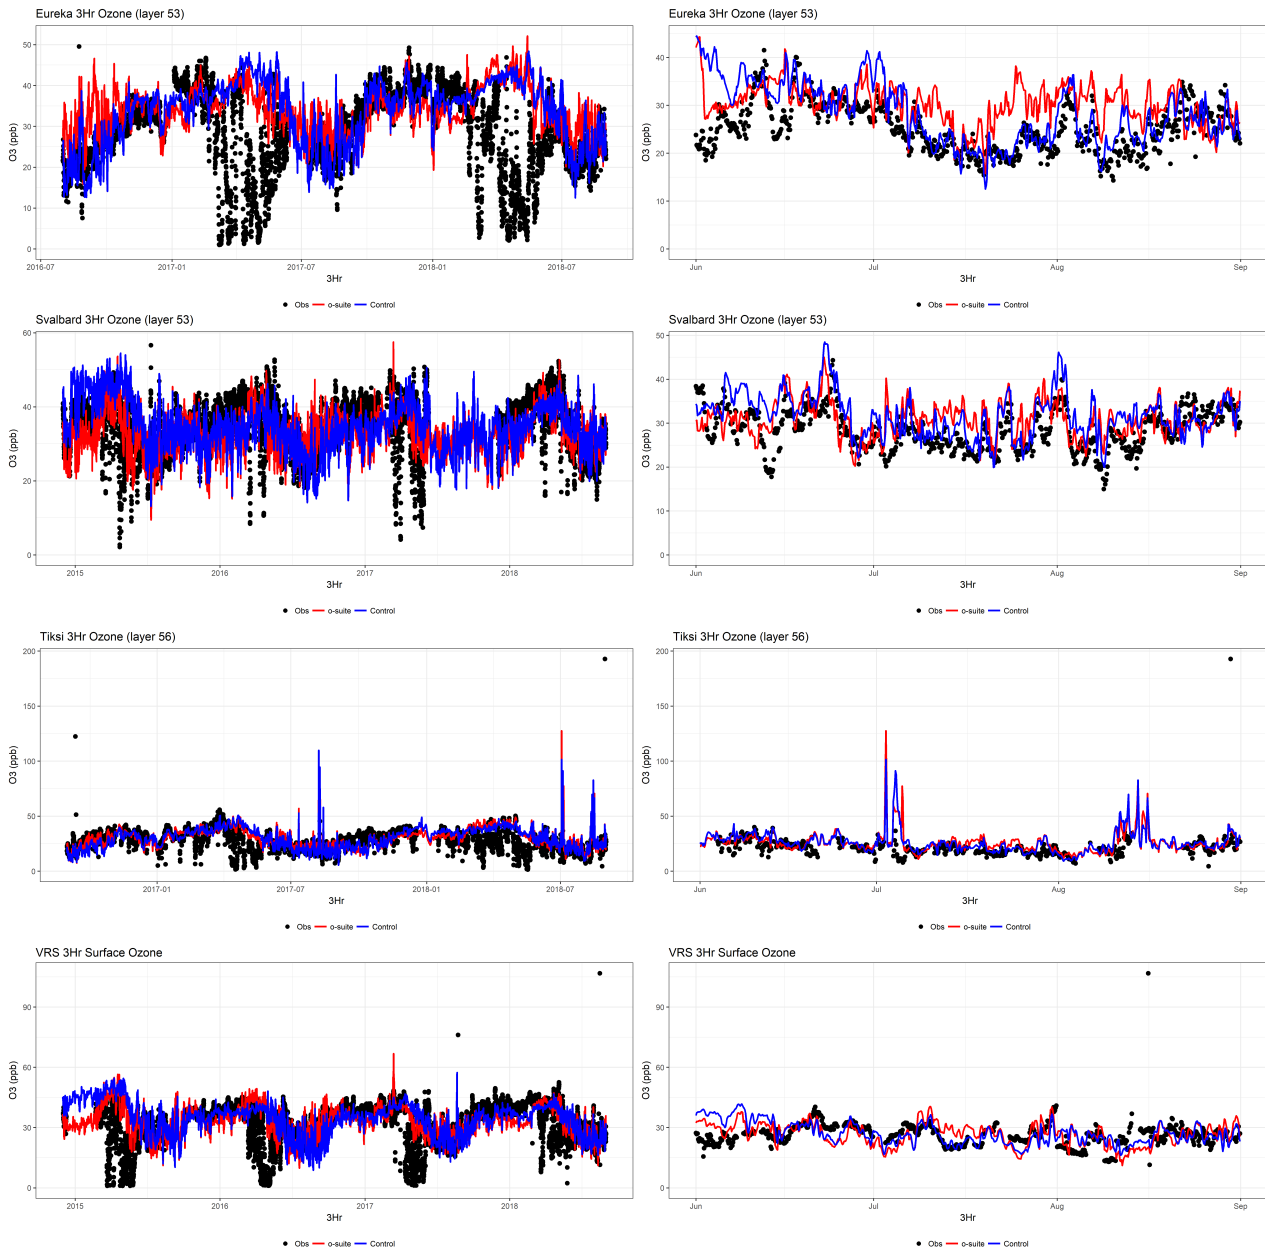 Eureka 3Hr Ozone (layer 53)
O3 (ppb)
50
40
30
20
10
0
2016-07 2017-01 2017-07 2018-01 2018-07
3Hr
Obs o-suite Control
Eureka 3Hr Ozone (layer 53)
O3 (ppb)
40
30
20
10
0
Jun Jul Aug Sep
3Hr
Obs o-suite Control
Svalbard 3Hr Ozone (layer 53)
O3 (ppb)
60
40
20
0
2015 2016 2017 2018
3Hr
Obs o-suite Control
Svalbard 3Hr Ozone (layer 53)
O3 (ppb)
50
40
30
20
10
0
Jun Jul Aug Sep
3Hr
Obs o-suite Control
Tiksi 3Hr Ozone (layer 56)
O3 (ppb)
200
150
100
50
0
2017-01 2017-07 2018-01 2018-07
3Hr
Obs o-suite Control
Tiksi 3Hr Ozone (layer 56)
O3 (ppb)
200
150
100
50
0
Jun Jul Aug Sep
3Hr
Obs o-suite Control
VRS 3Hr Surface Ozone
O3 (ppb)
90
60
30
0
2015 2016 2017 2018
3Hr
Obs o-suite Control
VRS 3Hr Surface Ozone
O3 (ppb)
90
60
30
0
Jun Jul Aug Sep
3Hr
Obs o-suite Control